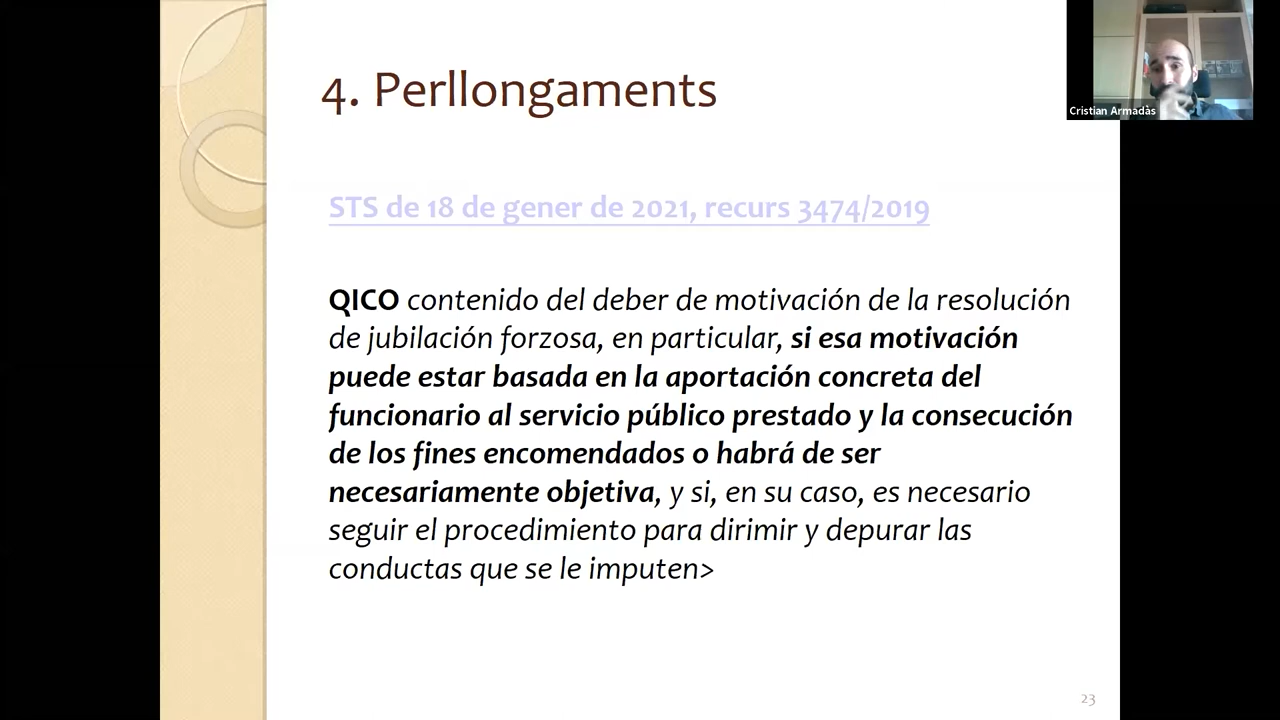 4. Perllongaments
Cristian Armadàs
STS de 18 de gener de 2021, recurs 3474/2019
QICO contenido del deber de motivación de la resolución
de jubilación forzosa, en particular, si esa motivación
puede estar basada en la aportación concreta del
funcionario al servicio público prestado y la consecución
de los fines encomendados o habrá de ser
necesariamente objetiva, y si, en su caso, es necesario
seguir el procedimiento para dirimir y depurar las
conductas que se le imputen>
23